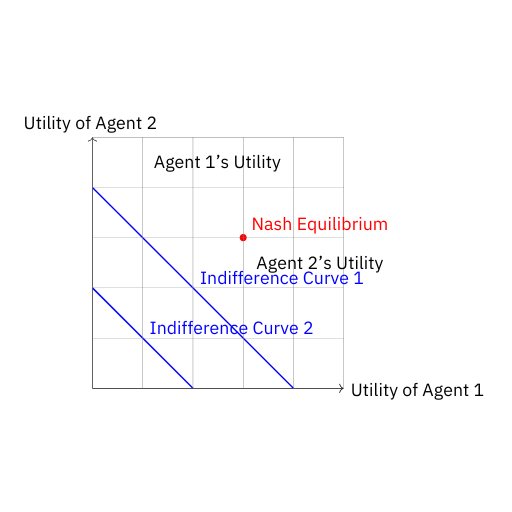 Utility of Agent 2
Agent 1’s Utility
Nash Equilibrium
Agent 2’s Utility
Indifference Curve 1
Indifference Curve 2
Utility of Agent 1